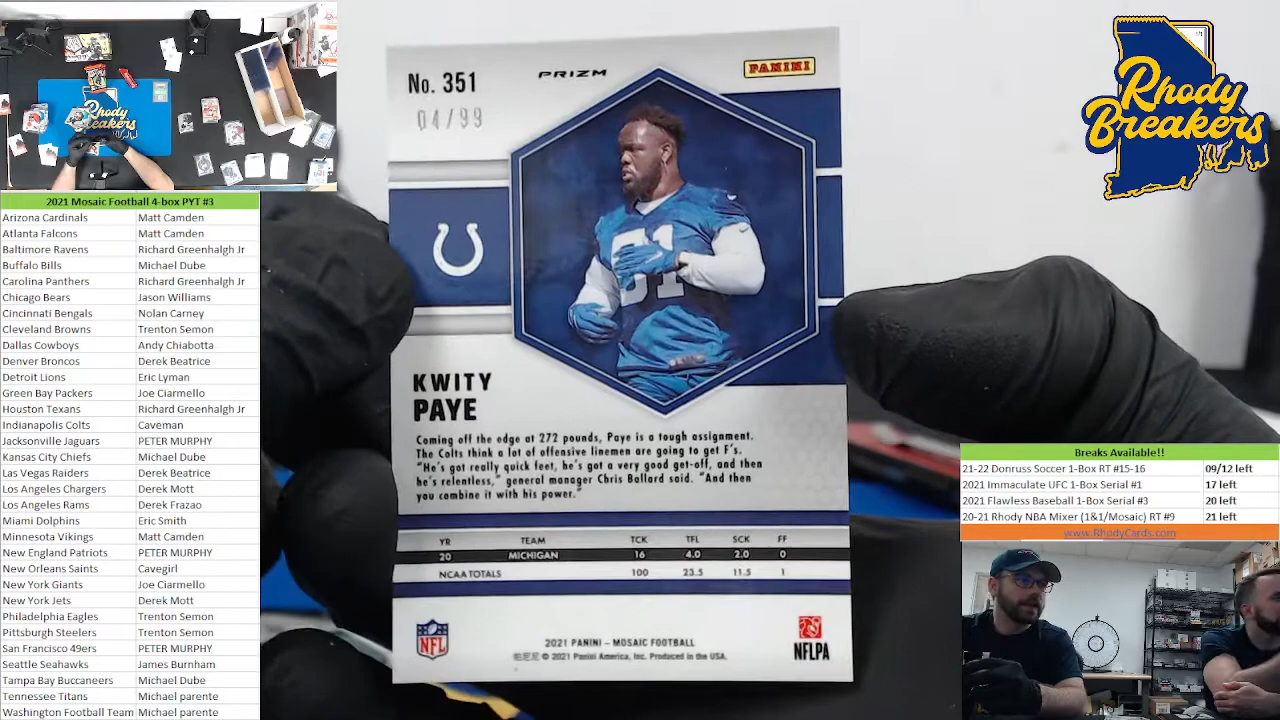 Rhody
Breakers
2021 Mosaic Football 4-box PYT #3
Arizona Cardinals Matt Camden
Atlanta Falcons Matt Camden
Baltimore Ravens Richard Greenhalgh Jr
Buffalo Bills Michael Dube
Carolina Panthers Richard Greenhalgh Jr
Chicago Bears Jason Williams
Cincinnati Bengals Nolan Carney
Cleveland Browns Trenton Semon
Dallas Cowboys Andy Chiabotta
Denver Broncos Derek Beatrice
Detroit Lions Eric Lyman
Green Bay Packers Joe Ciarmello
Houston Texans Richard Greenhalgh Jr
Indianapolis Colts Caveman
Jacksonville Jaguars PETER MURPHY
Kansas City Chiefs Michael Dube
Las Vegas Raiders Derek Beatrice
Los Angeles Chargers Derek Mott
Los Angeles Rams Derek Frazao
Miami Dolphins Eric Smith
Minnesota Vikings Matt Camden
New England Patriots PETER MURPHY
New Orleans Saints Cavegirl
New York Giants Joe Ciarmello
New York Jets Derek Mott
Philadelphia Eagles Trenton Semon
Pittsburgh Steelers Trenton Semon
San Francisco 49ers PETER MURPHY
Seattle Seahawks James Burnham
Tampa Bay Buccaneers Michael Dube
Tennessee Titans Michael parente
Washington Football Team Michael parente
No. 351
04/99
PRIZM
PANINI
51
KWITY
PAYE
Coming off the edge at 272 pounds, Paye is a tough assignment.
The Colts think a lot of offensive linemen are going to get F's.
"He's got really quick feet, he's got a very good get-off, and then
he's relentless," general manager Chris Ballard said. "And then
you combine it with his power."
YR TEAM TCK TFL SCK FF
20 MICHIGAN 16 4.0 2.0 0
NCAA TOTALS 100 23.5 11.5 1
NFL
2021 PANINI – MOSAIC FOOTBALL
© 2021 Panini America, Inc. Produced in the USA.
NFLPA
Rhody
Breakers
Breaks Available!!
21-22 Donruss Soccer 1-Box RT #15-16 09/12 left
2021 Immaculate UFC 1-Box Serial #1 17 left
2021 Flawless Baseball 1-Box Serial #3 20 left
20-21 Rhody NBA Mixer (1&1/Mosaic) RT #9 21 left
www.RhodyCards.com